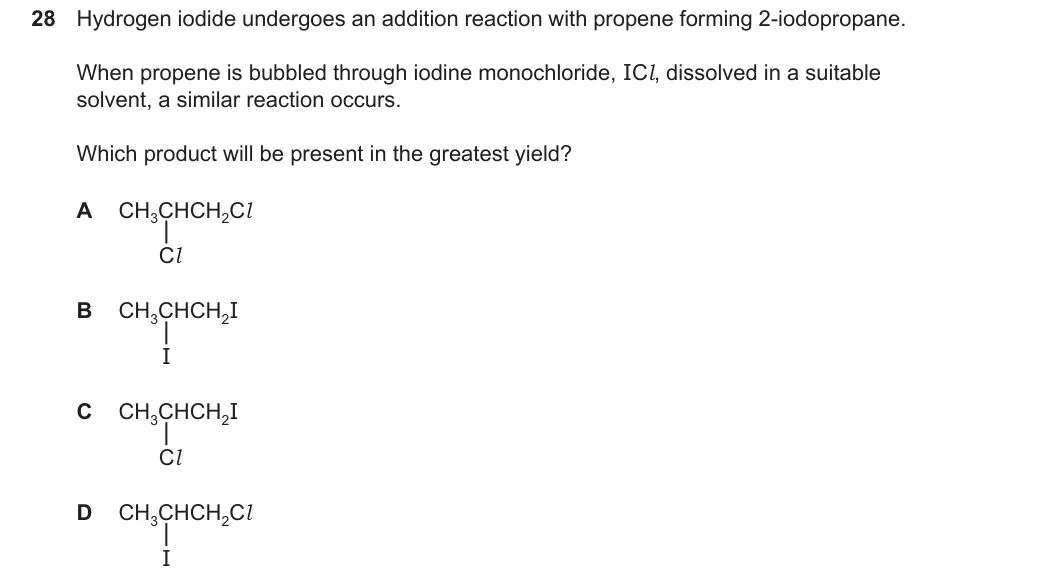 28 Hydrogen iodide undergoes an addition reaction with propene forming 2-iodopropane.
When propene is bubbled through iodine monochloride, ICl, dissolved in a suitable
solvent, a similar reaction occurs.
Which product will be present in the greatest yield?
A CH₃CHCH₂Cl
Cl
B CH₃CHCH₂I
I
C CH₃CHCH₂I
Cl
D CH₃CHCH₂Cl
I